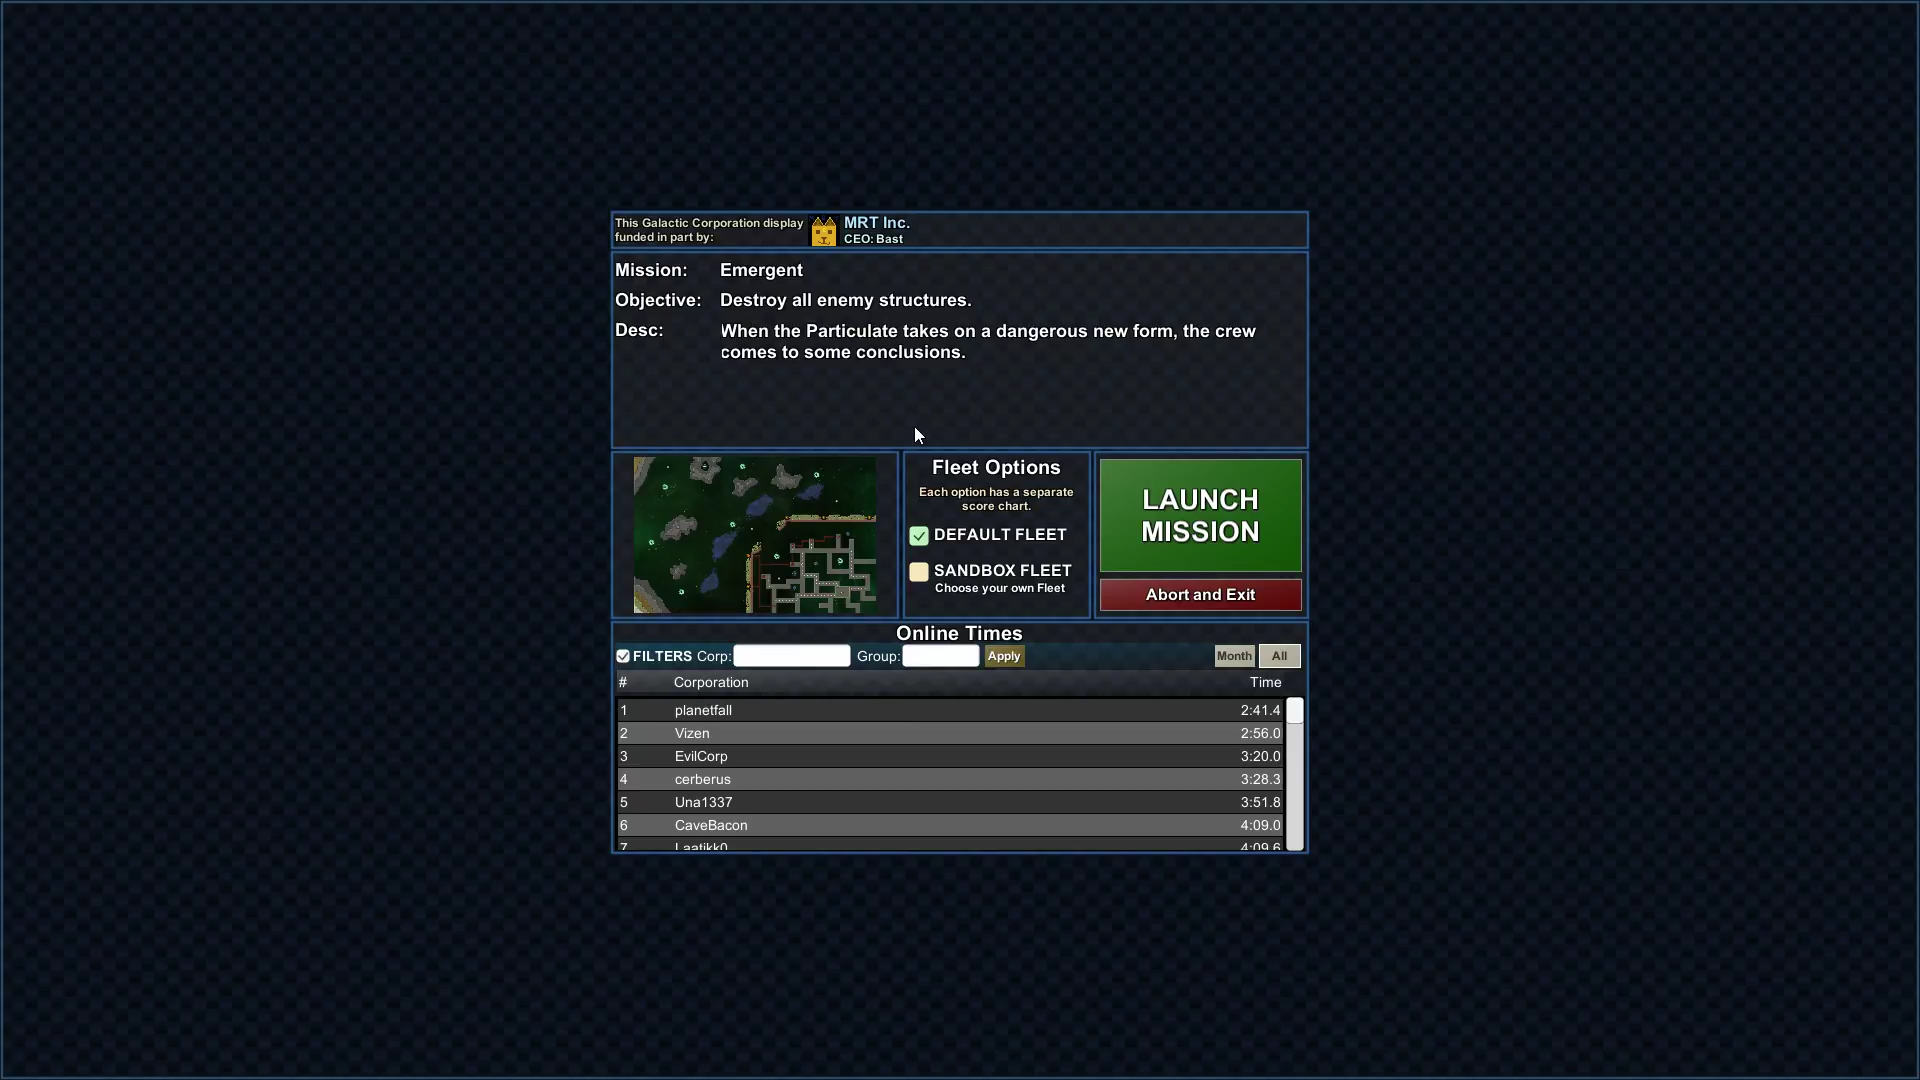 This Galactic Corporation display
funded in part by:
MRT Inc.
CEO: Bast
Mission: Emergent
Objective: Destroy all enemy structures.
Desc: When the Particulate takes on a dangerous new form, the crew
comes to some conclusions.
Fleet Options
Each option has a separate
score chart.
DEFAULT FLEET
SANDBOX FLEET
Choose your own Fleet
LAUNCH
MISSION
Abort and Exit
Online Times
FILTERS Corp: Group: Apply Month All
# Corporation Time
1 planetfall 2:41.4
2 Vizen 2:56.0
3 EvilCorp 3:20.0
4 cerberus 3:28.3
5 Una1337 3:51.8
6 CaveBacon 4:09.0
7 Laatikk0 4:09.6